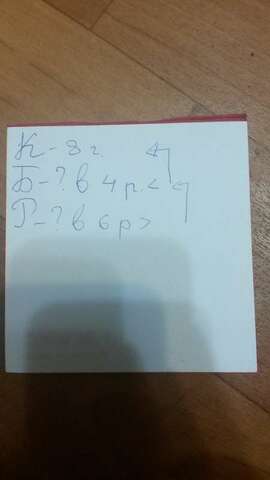 К - 8 г.
Б - ? в 4 р. <
Г - ? в 6 р >